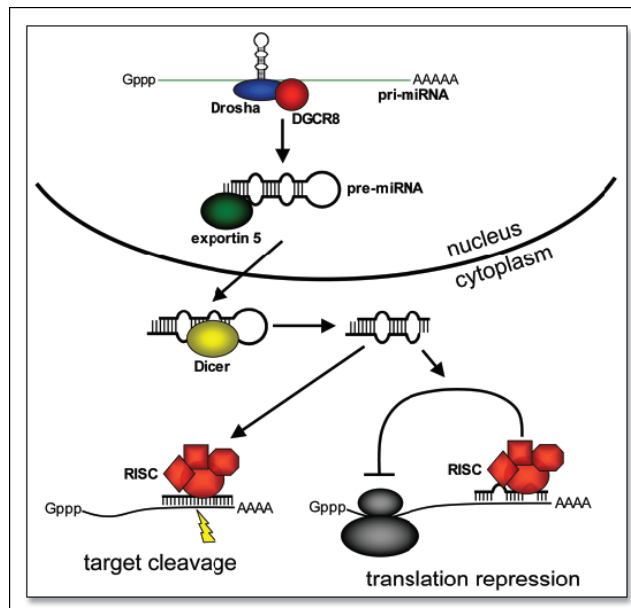 Gppp
AAAAA
pri-miRNA
Drosha
DGCR8
pre-miRNA
exportin 5
nucleus
cytoplasm
Dicer
RISC
RISC
Gppp
AAAA
Gppp
AAAA
target cleavage
translation repression